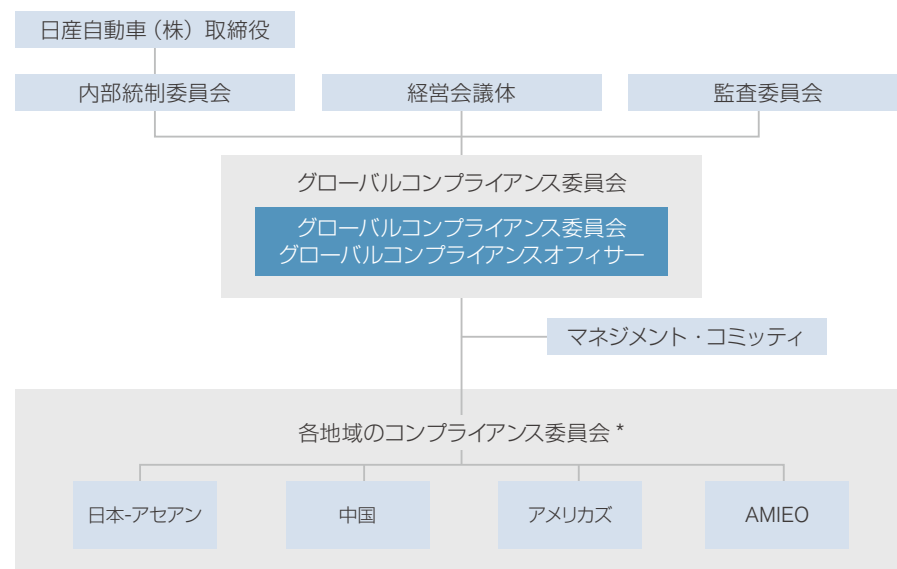 日産自動車（株）取締役
内部統制委員会
経営会議体
監査委員会
グローバルコンプライアンス委員会
グローバルコンプライアンス委員会
グローバルコンプライアンスオフィサー
マネジメント・コミッティ
各地域のコンプライアンス委員会 *
日本-アセアン
中国
アメリカズ
AMIEO